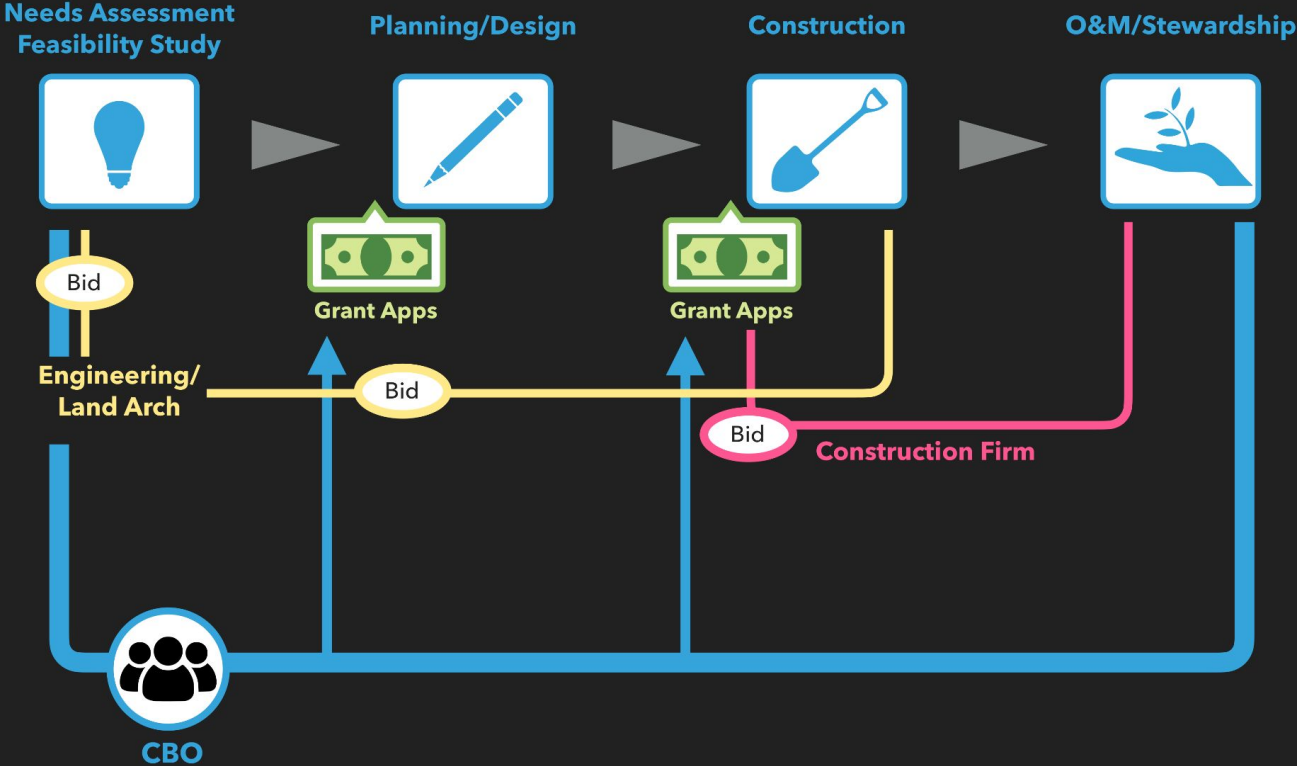 Needs Assessment
Feasibility Study
Planning/Design
Construction
O&M/Stewardship
Bid
Grant Apps
Grant Apps
Engineering/
Land Arch
Bid
Bid
Construction Firm
CBO